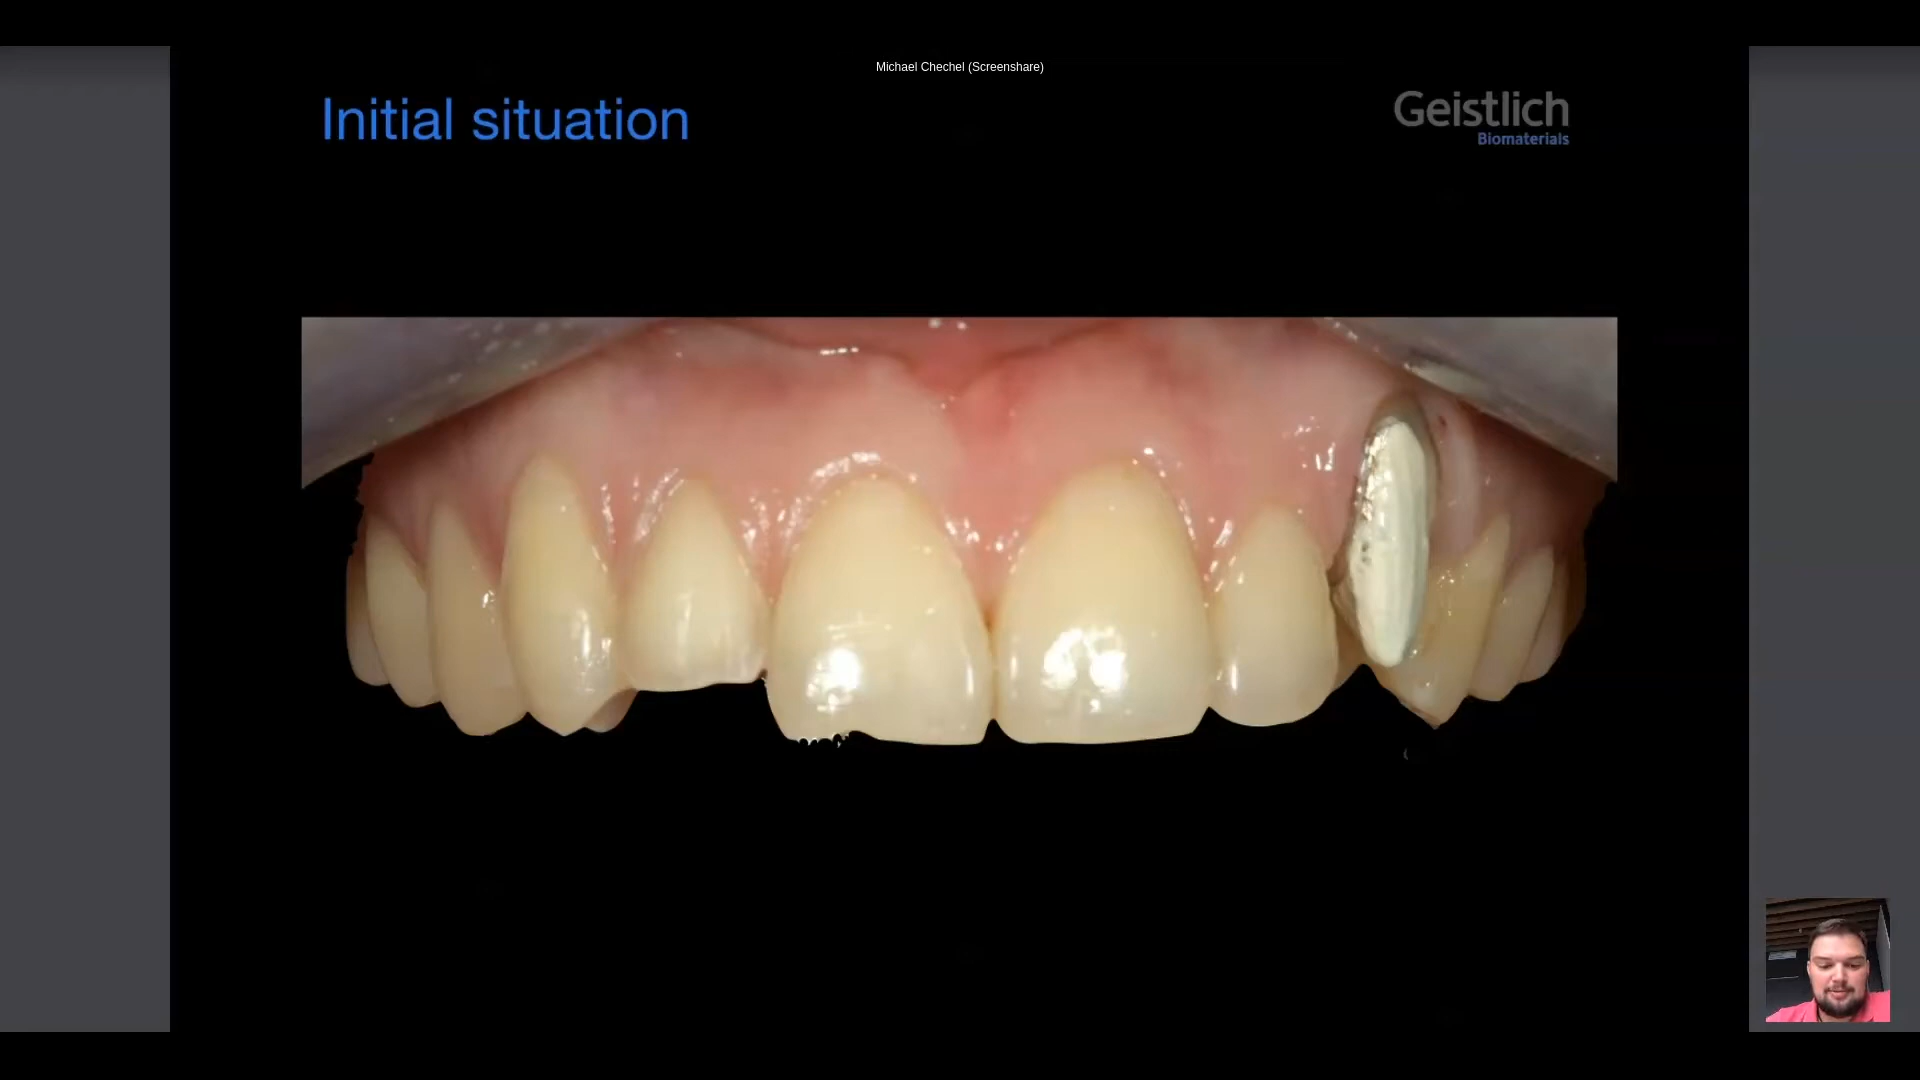 Michael Chechel (Screenshare)
Initial situation
Geistlich
Biomaterials